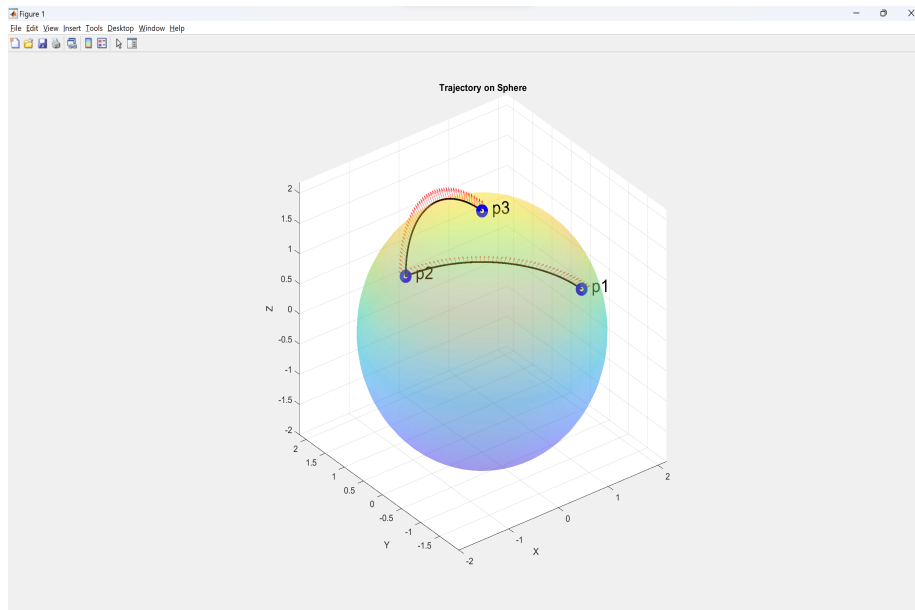 Figure 1
File Edit View Insert Tools Desktop Window Help
Trajectory on Sphere
p3
p2
p1
2
1.5
1
0.5
0
-0.5
-1
-1.5
-2
Z
2
1.5
1
0.5
0
-0.5
-1
-1.5
Y
-2
-1
0
1
2
X